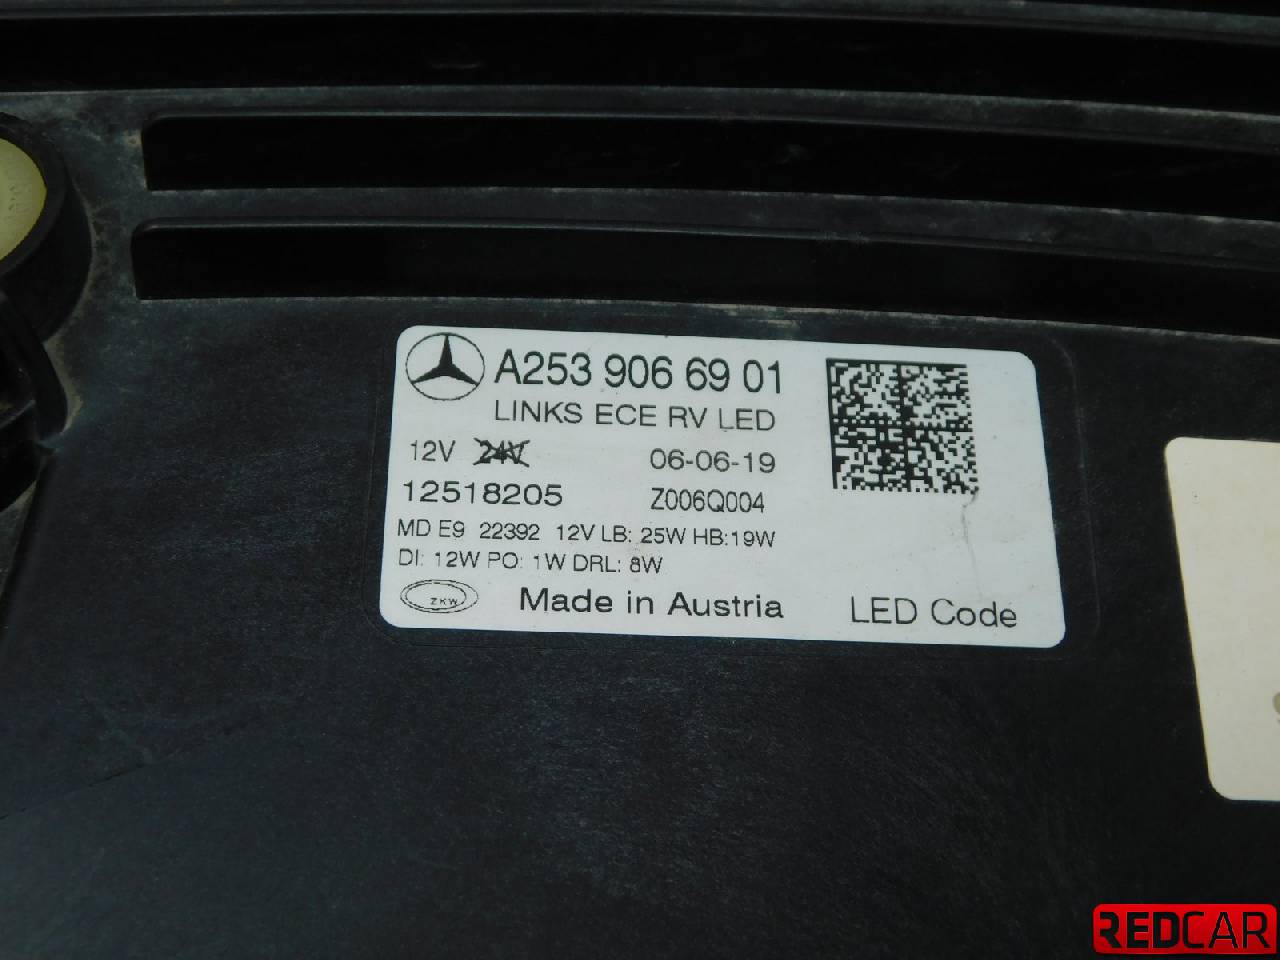 A253 906 69 01
LINKS ECE RV LED
12V 24V 06-06-19
12518205 Z006Q004
MD E9 22392 12V LB: 25W HB:19W
DI: 12W PO: 1W DRL: 8W
ZKW Made in Austria LED Code
REDCAR